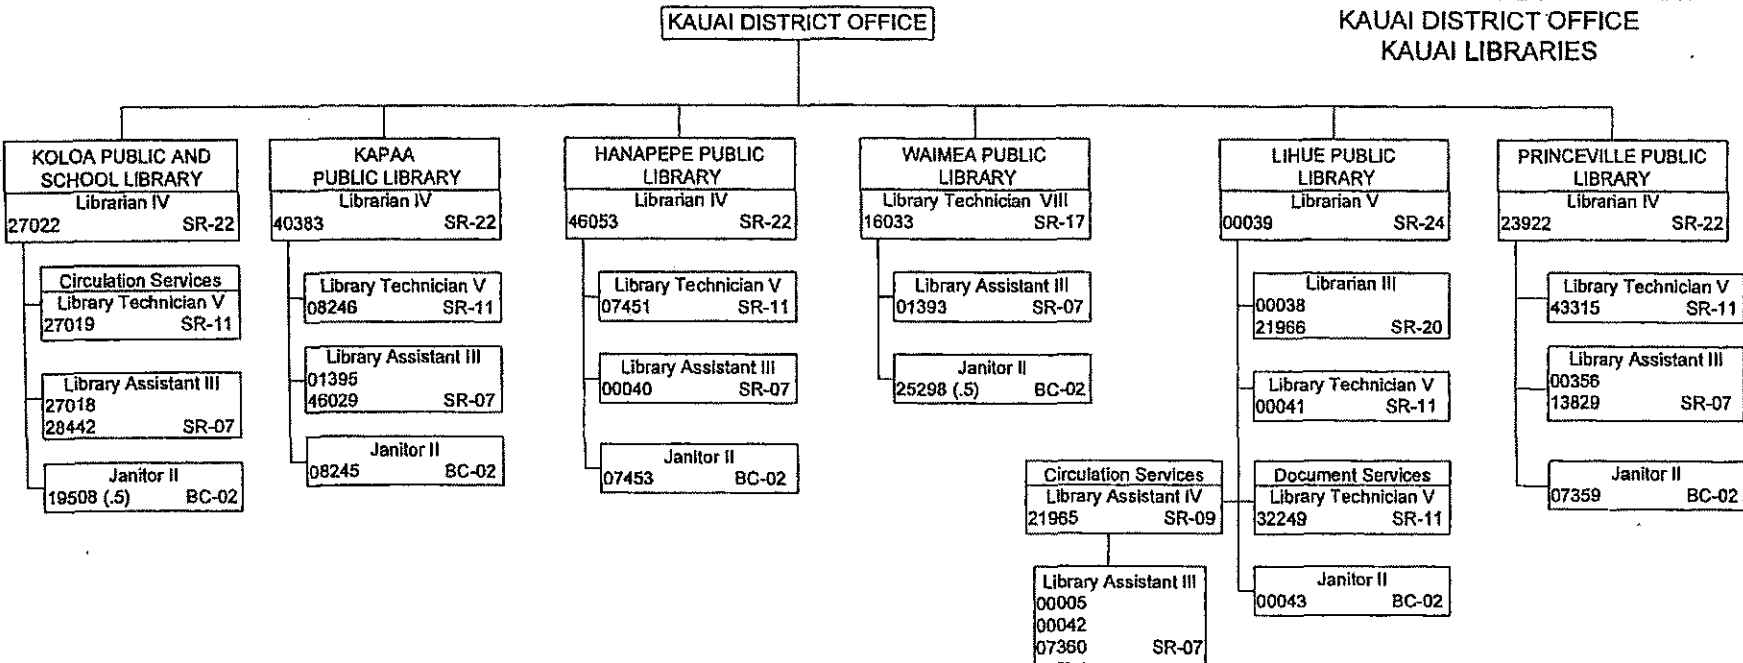 KAUAI DISTRICT OFFICE
KAUAI LIBRARIES
KAUAI DISTRICT OFFICE
KOLOA PUBLIC AND
SCHOOL LIBRARY
Librarian IV
27022 SR-22
Circulation Services
Library Technician V
27019 SR-11
Library Assistant III
27018
28442 SR-07
Janitor II
19508 (.5) BC-02
KAPAA
PUBLIC LIBRARY
Librarian IV
40383 SR-22
Library Technician V
08246 SR-11
Library Assistant III
01395
46029 SR-07
Janitor II
08245 BC-02
HANAPEPE PUBLIC
LIBRARY
Librarian IV
46053 SR-22
Library Technician V
07451 SR-11
Library Assistant III
00040 SR-07
Janitor II
07453 BC-02
WAIMEA PUBLIC
LIBRARY
Library Technician VIII
16033 SR-17
Library Assistant III
01393 SR-07
Janitor II
25298 (.5) BC-02
LIHUE PUBLIC
LIBRARY
Librarian V
00039 SR-24
Librarian III
00038
21966 SR-20
Library Technician V
00041 SR-11
Circulation Services
Library Assistant IV
21965 SR-09
Library Assistant III
00005
00042
07360 SR-07
Document Services
Library Technician V
32249 SR-11
Janitor II
00043 BC-02
PRINCEVILLE PUBLIC
LIBRARY
Librarian IV
23922 SR-22
Library Technician V
43315 SR-11
Library Assistant III
00356
13829 SR-07
Janitor II
07359 BC-02